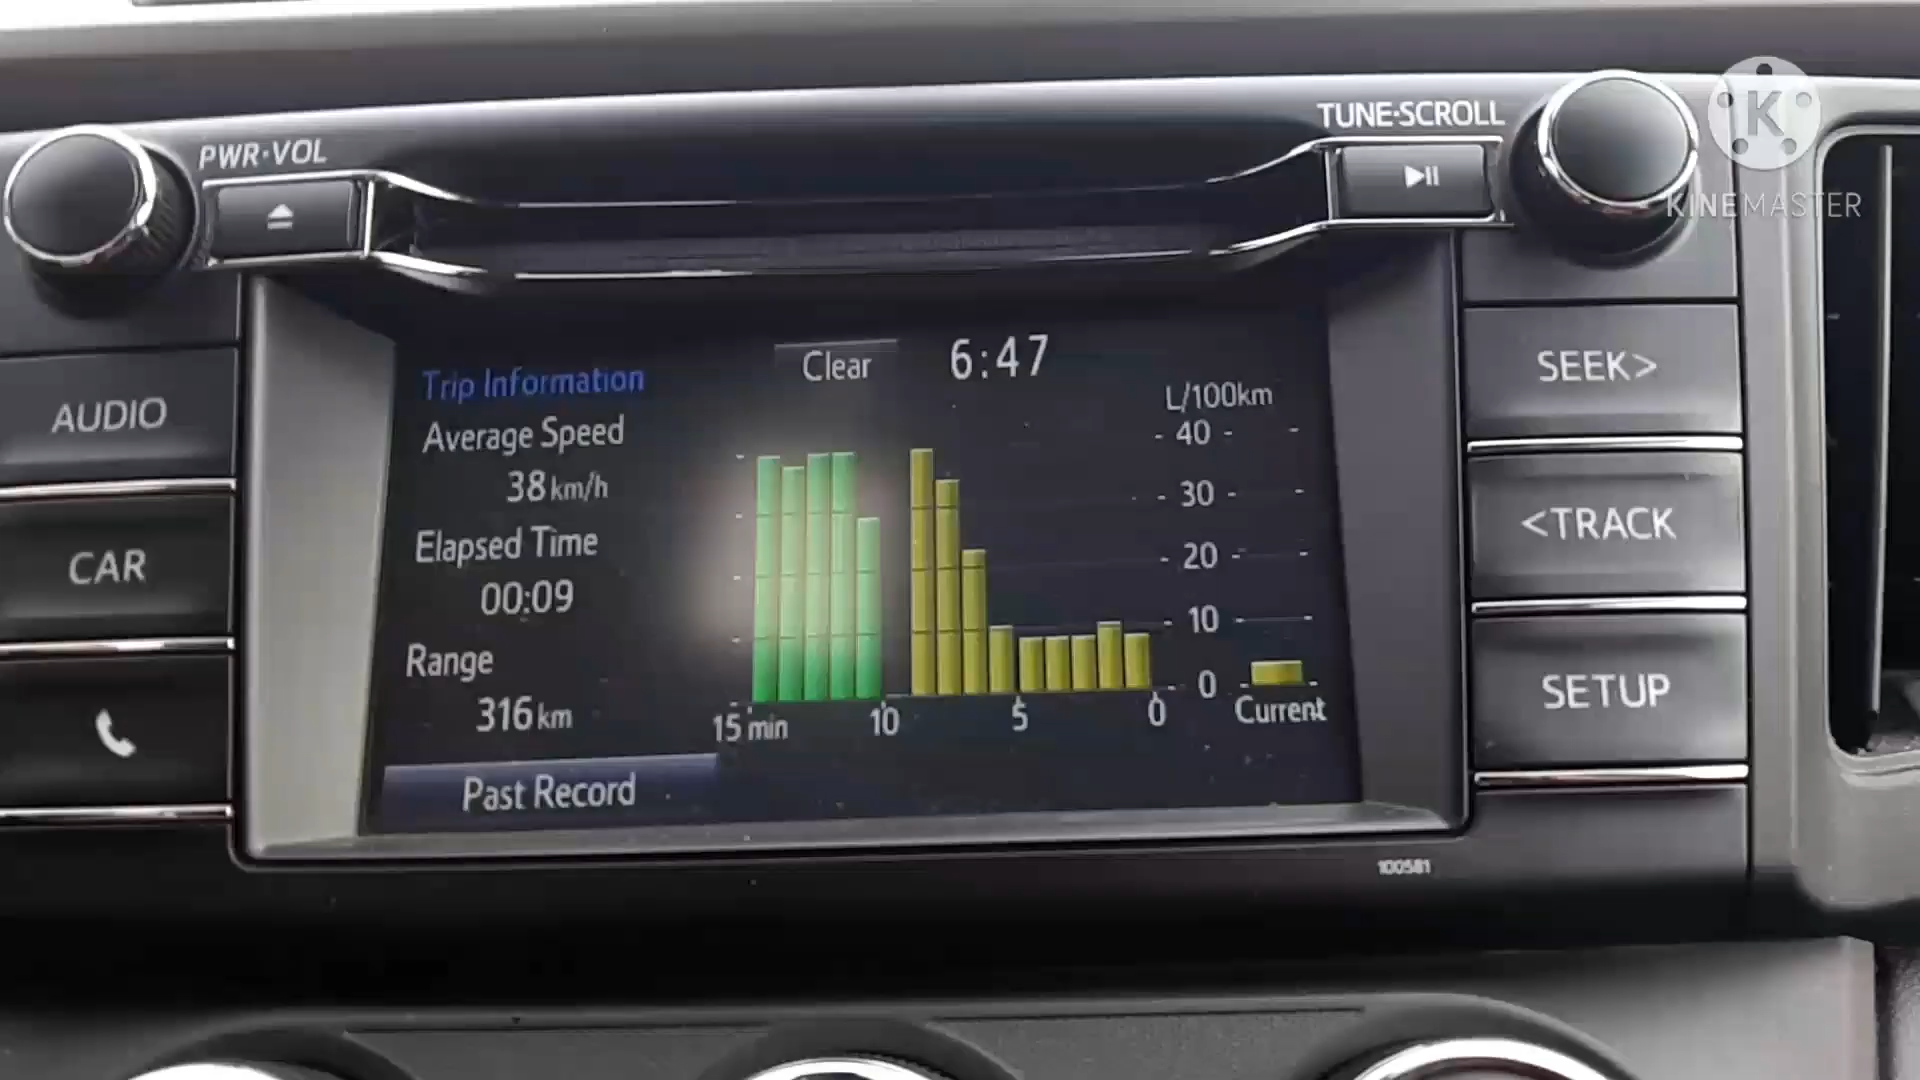 PWR·VOL
TUNE·SCROLL
KINEMASTER
K
AUDIO
CAR
SEEK>
<TRACK
SETUP
Trip Information
Clear
6:47
Average Speed
38 km/h
Elapsed Time
00:09
Range
316 km
Past Record
L/100km
40
30
20
10
0
15 min
10
5
0
Current
100581